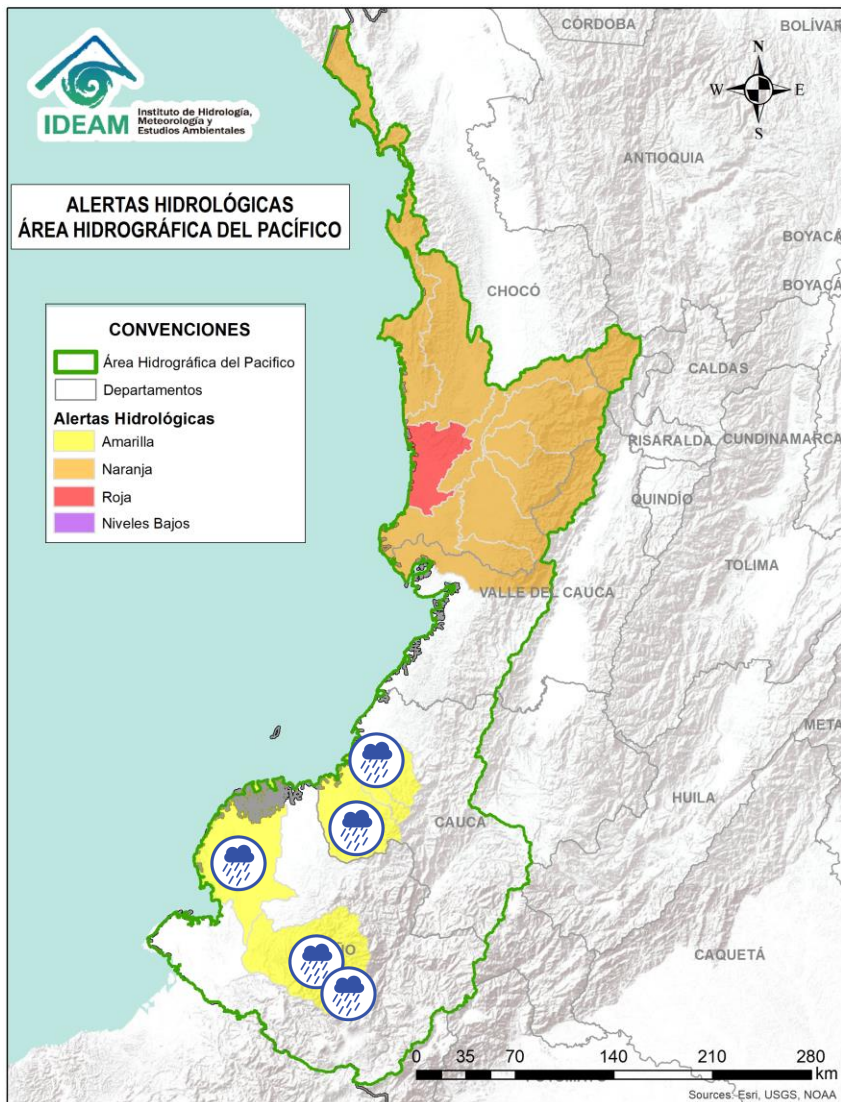 CÓRDOBA
BOLÍVAR
N
W
E
S
IDEAM
Instituto de Hidrología,
Meteorología y
Estudios Ambientales
ANTIOQUIA
ALERTAS HIDROLÓGICAS
ÁREA HIDROGRÁFICA DEL PACÍFICO
BOYACÁ
BOYACÁ
CHOCÓ
CONVENCIONES
Área Hidrográfica del Pacifico
Departamentos
Alertas Hidrológicas
Amarilla
Naranja
Roja
Niveles Bajos
CALDAS
RISARALDA
CUNDINAMARCA
QUINDÍO
TOLIMA
VALLE DEL CAUCA
META
HUILA
CAUCA
CAQUETÁ
0 35 70 140 210 280
km
Sources: Esri, USGS, NOAA